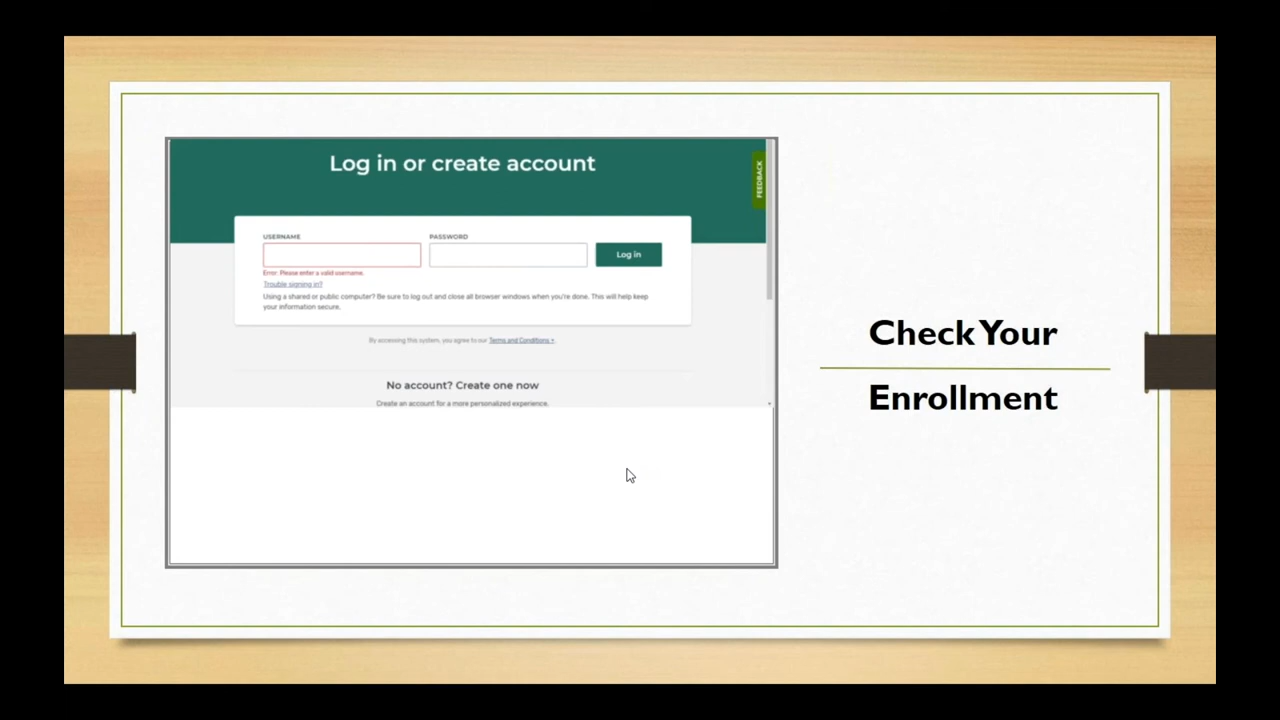 Log in or create account
FEEDBACK
USERNAME
PASSWORD
Log in
Error: Please enter a valid username.
Trouble signing in?
Using a shared or public computer? Be sure to log out and close all browser windows when you're done. This will help keep
your information secure.
By accessing this system, you agree to our Terms and Conditions +.
No account? Create one now
Create an account for a more personalized experience.
Check Your
Enrollment